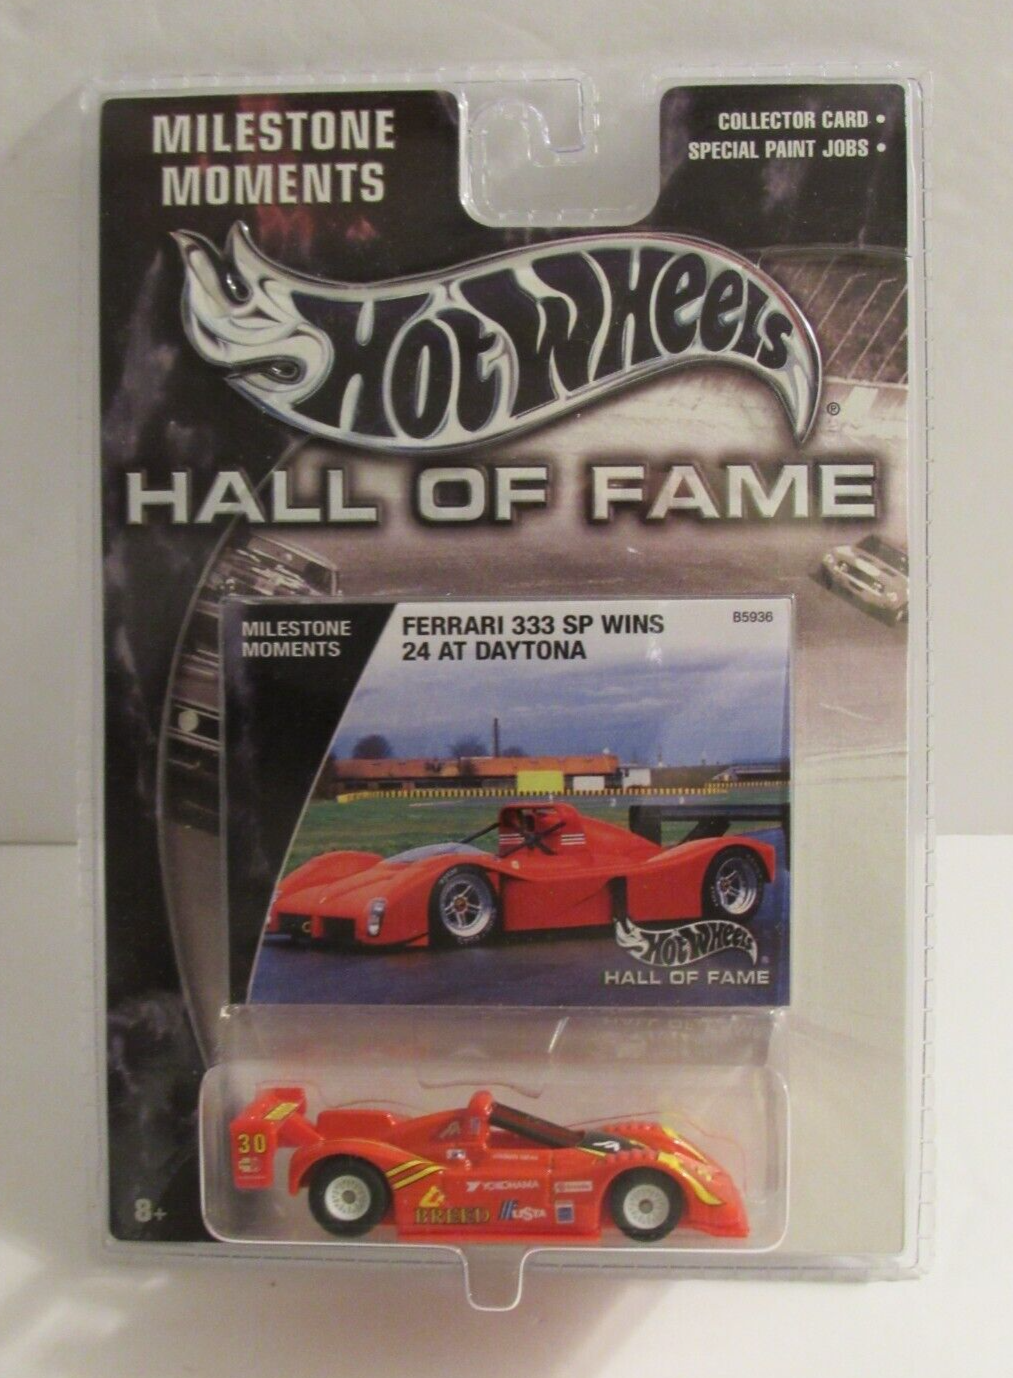 MILESTONE
MOMENTS
COLLECTOR CARD •
SPECIAL PAINT JOBS •
HOT WHEELS
®
HALL OF FAME
MILESTONE
MOMENTS
FERRARI 333 SP WINS
24 AT DAYTONA
B5936
HOT WHEELS
®
HALL OF FAME
30
YOKOHAMA
BREED
USTA
8+